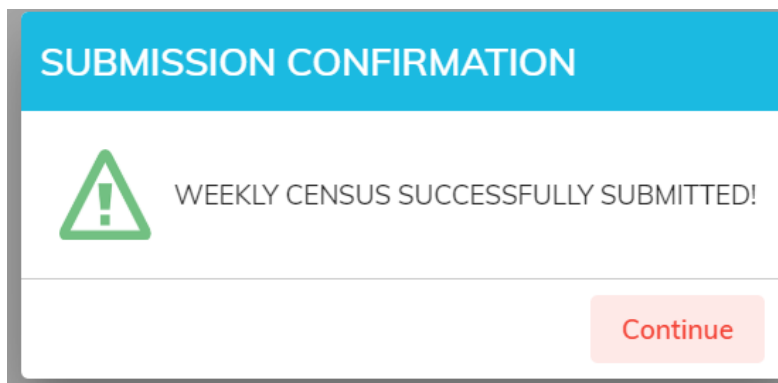 SUBMISSION CONFIRMATION
WEEKLY CENSUS SUCCESSFULLY SUBMITTED!
Continue